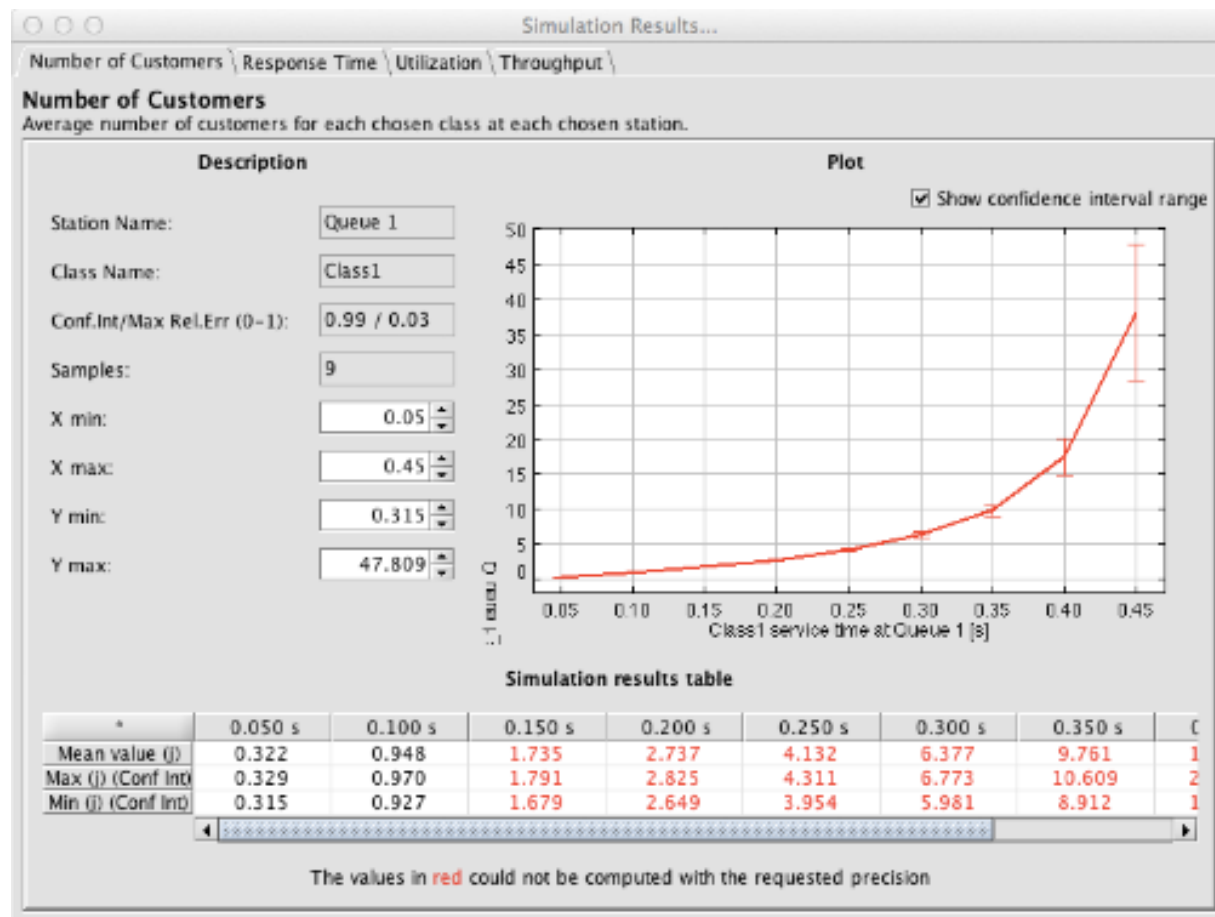 Simulation Results...
Number of Customers Response Time Utilization Throughput
Number of Customers
Average number of customers for each chosen class at each chosen station.
Description
Station Name: Queue 1
Class Name: Class1
Conf.Int/Max Rel.Err (0-1): 0.99 / 0.03
Samples: 9
X min: 0.05
X max: 0.45
Y min: 0.315
Y max: 47.809
Plot
Show confidence interval range
50
45
40
35
30
25
20
15
10
5
0
0.05 0.10 0.15 0.20 0.25 0.30 0.35 0.40 0.45
Class1 service time at Queue 1 [s]
Simulation results table
* 0.050 s 0.100 s 0.150 s 0.200 s 0.250 s 0.300 s 0.350 s
Mean value (j) 0.322 0.948 1.735 2.737 4.132 6.377 9.761 1
Max (j) (Conf Int) 0.329 0.970 1.791 2.825 4.311 6.773 10.609 2
Min (j) (Conf Int) 0.315 0.927 1.679 2.649 3.954 5.981 8.912 1
The values in red could not be computed with the requested precision